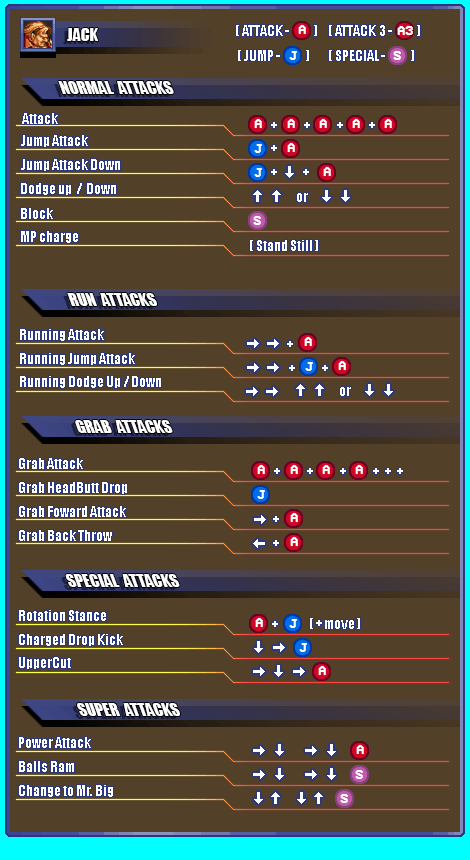 JACK
[ ATTACK - A ] [ ATTACK 3 - A3 ]
[ JUMP - J ] [ SPECIAL - S ]
NORMAL ATTACKS
Attack A + A + A + A + A
Jump Attack J + A
Jump Attack Down J + ↓ + A
Dodge up / Down ↑ ↑ or ↓ ↓
Block S
MP charge [ Stand Still ]
RUN ATTACKS
Running Attack → → + A
Running Jump Attack → → + J + A
Running Dodge Up / Down → → ↑ ↑ or ↓ ↓
GRAB ATTACKS
Grab Attack A + A + A + A + + +
Grab HeadButt Drop J
Grab Foward Attack → + A
Grab Back Throw ← + A
SPECIAL ATTACKS
Rotation Stance A + J [ + move ]
Charged Drop Kick ↓ → J
UpperCut → ↓ → A
SUPER ATTACKS
Power Attack → ↓ → ↓ A
Balls Ram → ↓ → ↓ S
Change to Mr. Big ↓ ↑ ↓ ↑ S